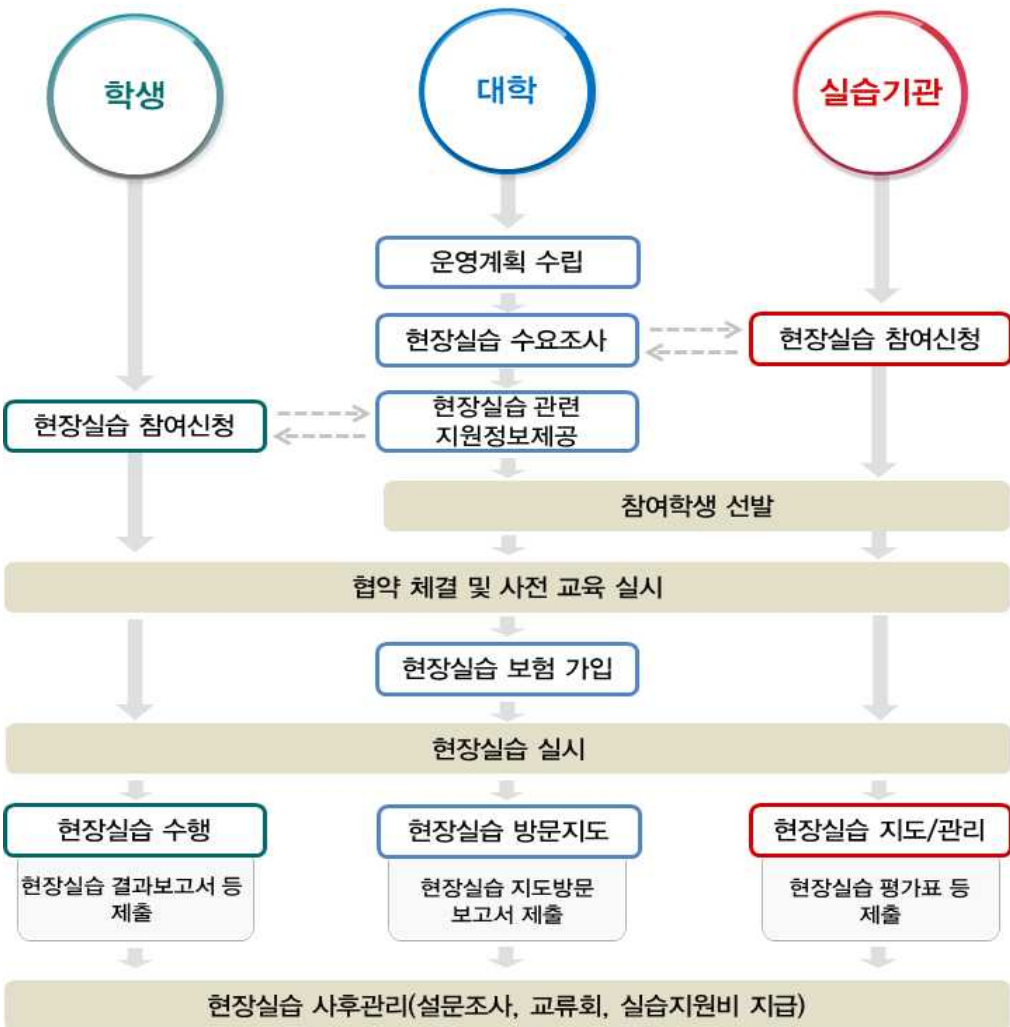 학생
대학
실습기관
운영계획 수립
현장실습 수요조사
현장실습 참여신청
현장실습 참여신청
현장실습 관련
지원정보제공
참여학생 선발
협약 체결 및 사전 교육 실시
현장실습 보험 가입
현장실습 실시
현장실습 수행
현장실습 결과보고서 등
제출
현장실습 방문지도
현장실습 지도방문
보고서 제출
현장실습 지도/관리
현장실습 평가표 등
제출
현장실습 사후관리(설문조사, 교류회, 실습지원비 지급)